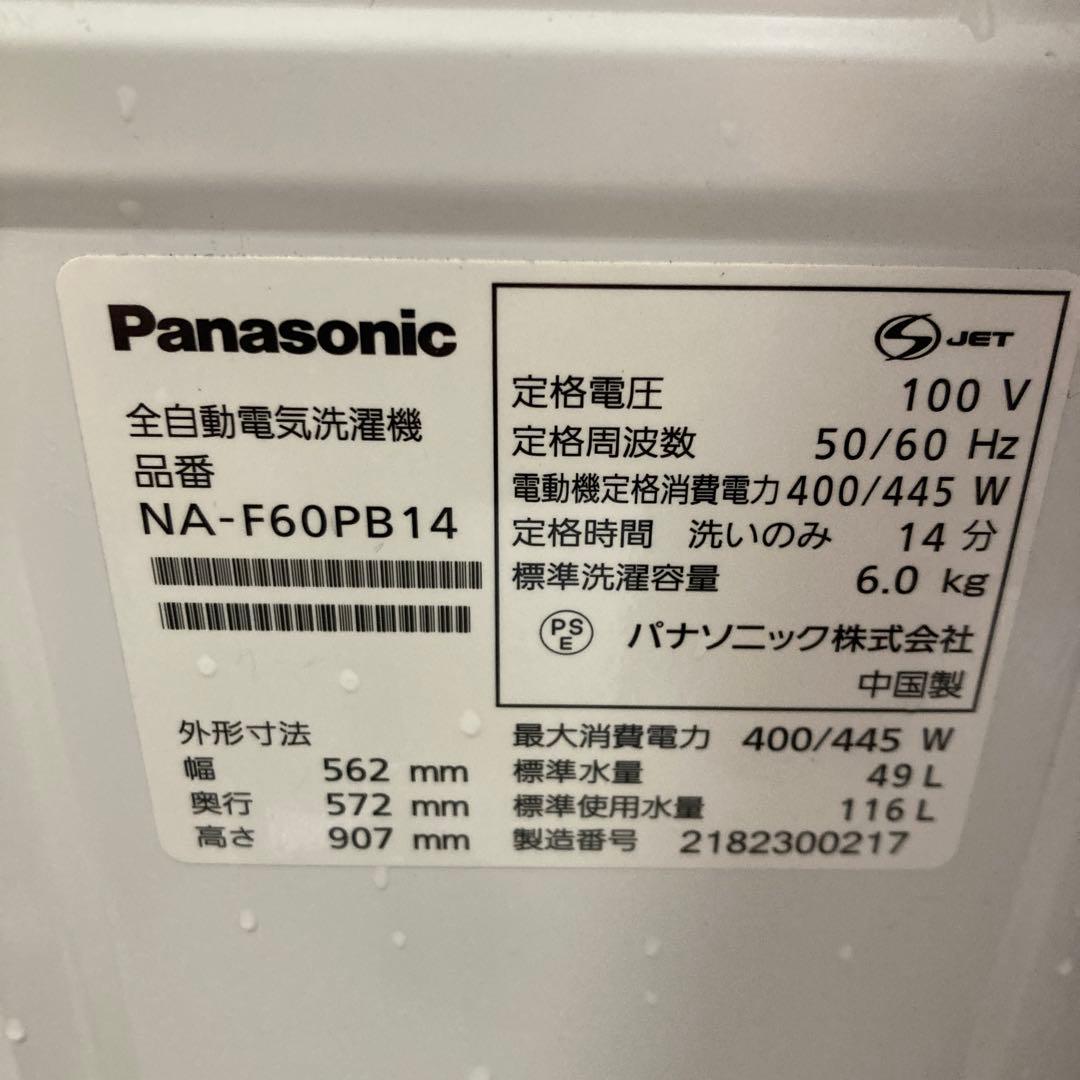 Panasonic
全自動電気洗濯機
品番
NA-F60PB14
JET
定格電圧 100 V
定格周波数 50/60 Hz
電動機定格消費電力 400/445 W
定格時間 洗いのみ 14 分
標準洗濯容量 6.0 kg
PSE パナソニック株式会社
中国製
外形寸法
幅 562 mm
奥行 572 mm
高さ 907 mm
最大消費電力 400/445 W
標準水量 49 L
標準使用水量 116 L
製造番号 2182300217